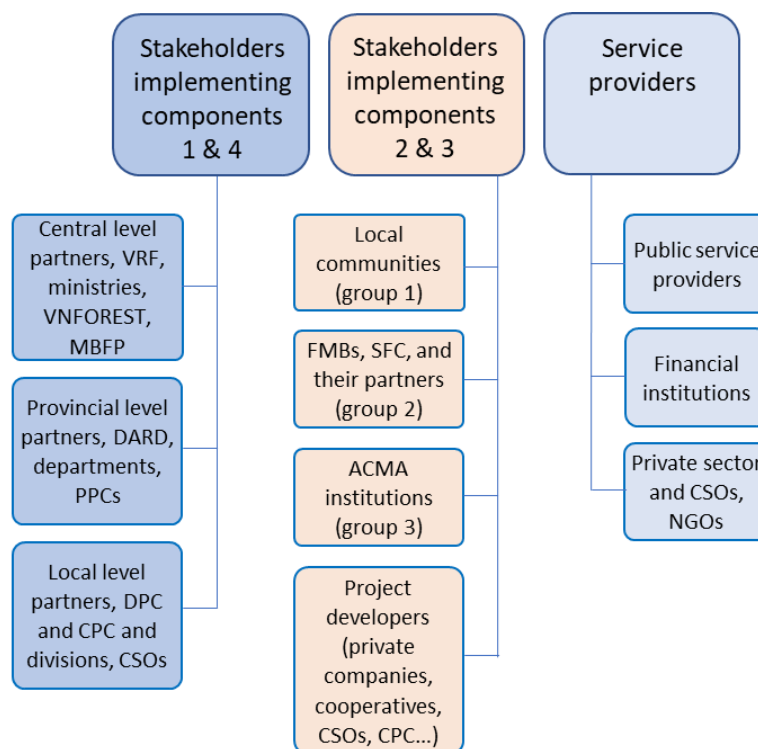 Stakeholders
implementing
components
1 & 4
Central level
partners, VRF,
ministries,
VNFOREST,
MBFP
Provincial level
partners, DARD,
departments,
PPCs
Local level
partners, DPC
and CPC and
divisions, CSOs
Stakeholders
implementing
components
2 & 3
Local
communities
(group 1)
FMBs, SFC, and
their partners
(group 2)
ACMA
institutions
(group 3)
Project
developers
(private
companies,
cooperatives,
CSOs, CPC...)
Service
providers
Public service
providers
Financial
institutions
Private sector
and CSOs,
NGOs